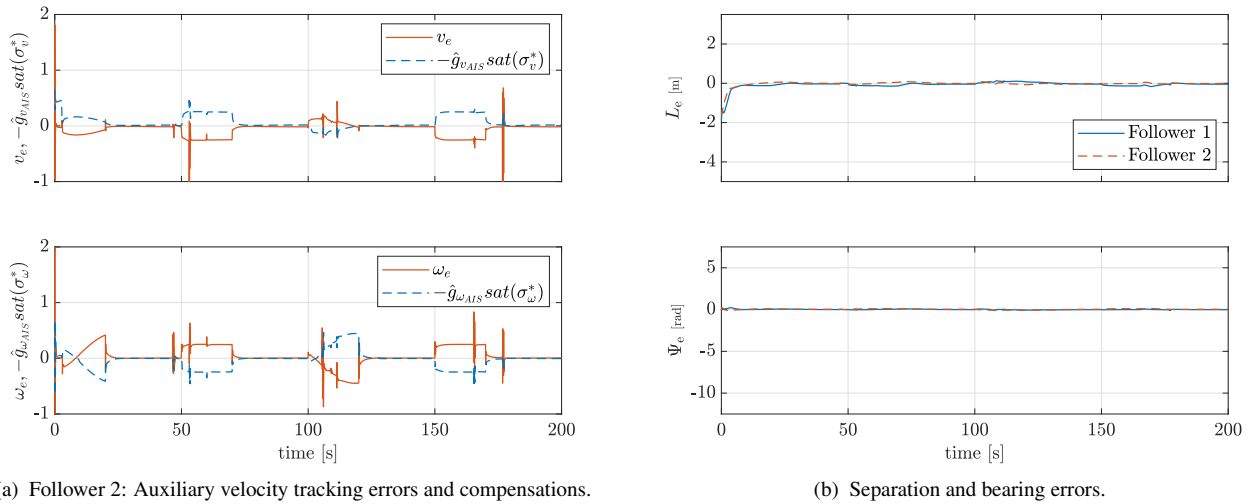 2
1
0
-1
v_e, −ĝ_{v_{AIS}} sat(σ_v^*)
v_e
−ĝ_{v_{AIS}} sat(σ_v^*)
2
1
0
-1
0 50 100 150 200
ω_e, −ĝ_{ω_{AIS}} sat(σ_ω^*)
ω_e
−ĝ_{ω_{AIS}} sat(σ_ω^*)
time [s]
(a) Follower 2: Auxiliary velocity tracking errors and compensations.
2
0
-2
-4
L_e [m]
Follower 1
Follower 2
5
0
-5
-10
0 50 100 150 200
Ψ_e [rad]
time [s]
(b) Separation and bearing errors.